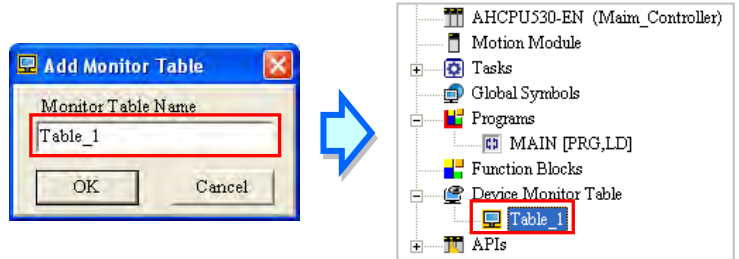 Add Monitor Table
Monitor Table Name
Table_1
OK
Cancel
AHCPU530-EN (Maim_Controller)
Motion Module
Tasks
Global Symbols
Programs
MAIN [PRG,LD]
Function Blocks
Device Monitor Table
Table_1
APIs